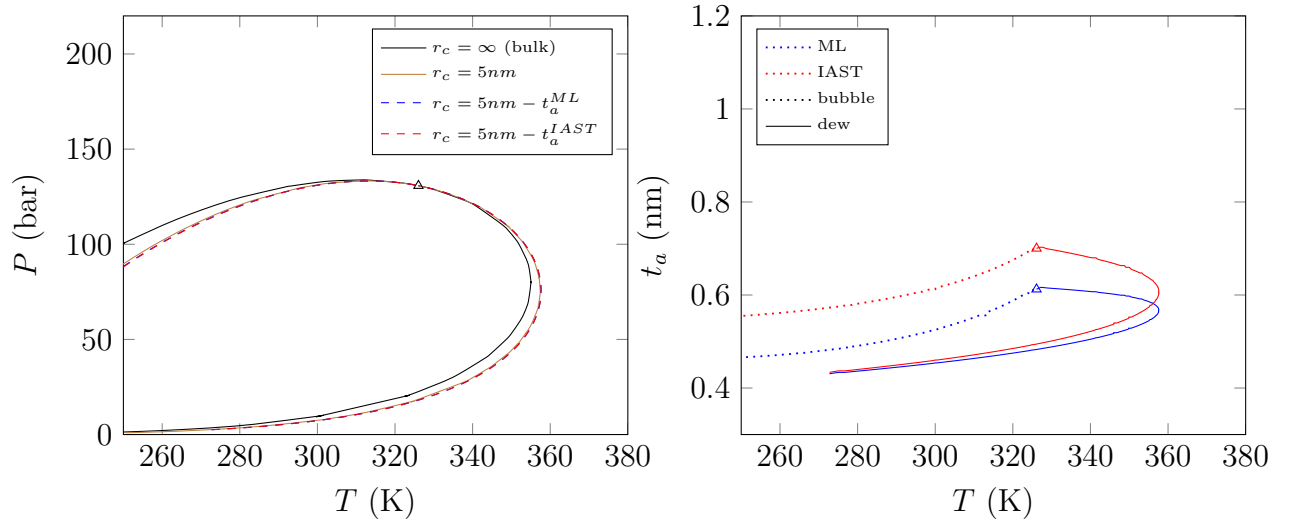 200
150
100
50
0
P (bar)
260 280 300 320 340 360 380
T (K)
r_c = ∞ (bulk)
r_c = 5nm
r_c = 5nm − t_a^{ML}
r_c = 5nm − t_a^{IAST}
1.2
1
0.8
0.6
0.4
t_a (nm)
260 280 300 320 340 360 380
T (K)
ML
IAST
bubble
dew